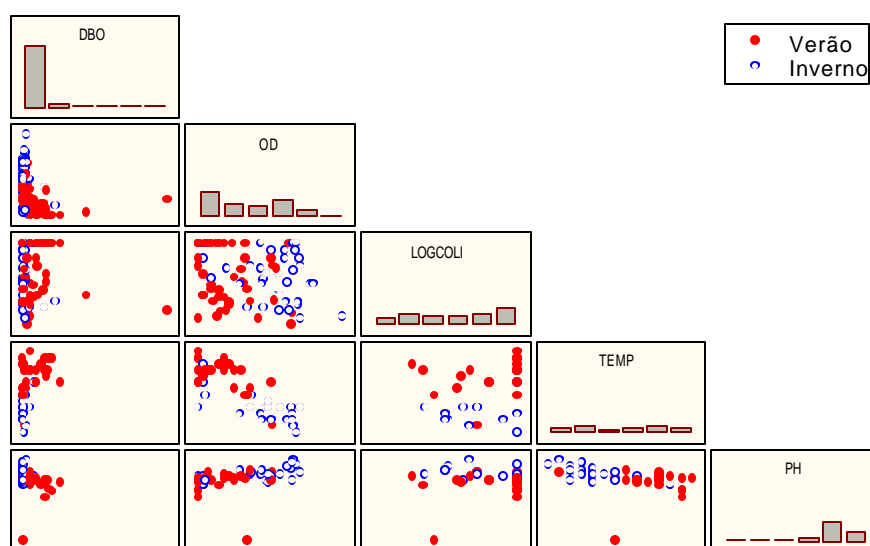 DBO
Verão
Inverno
OD
LOGCOLI
TEMP
PH